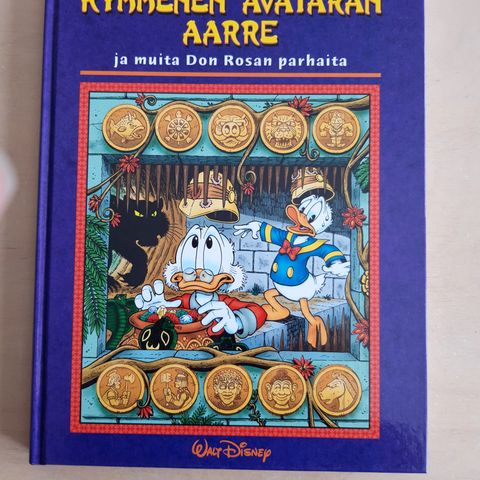 KYMMENEN AVATARAN
AARRE
ja muita Don Rosan parhaita
WALT DISNEY